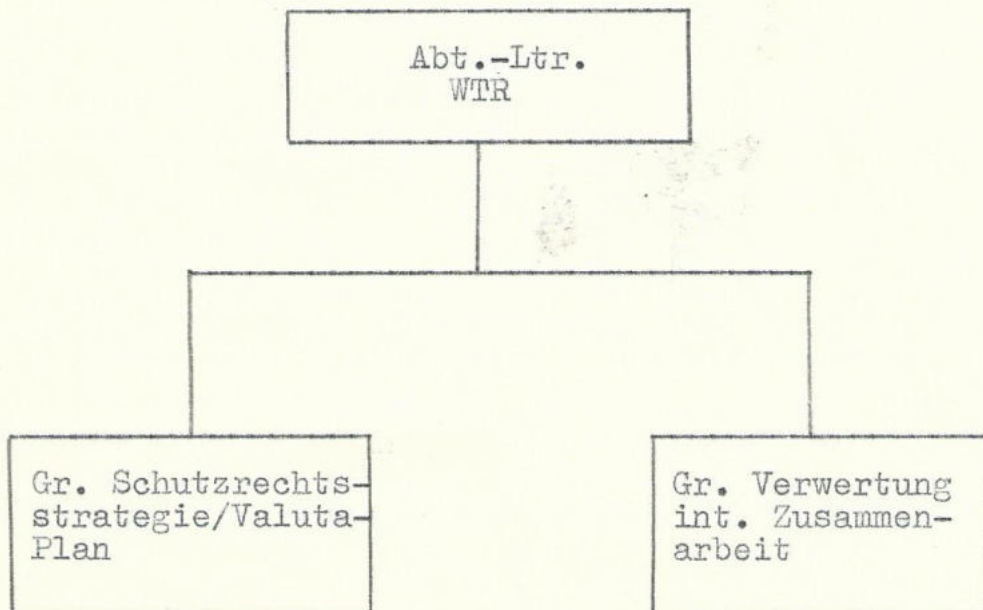 Abt.-Ltr.
WTR
Gr. Schutzrechts-
strategie/Valuta-
Plan
Gr. Verwertung
int. Zusammen-
arbeit